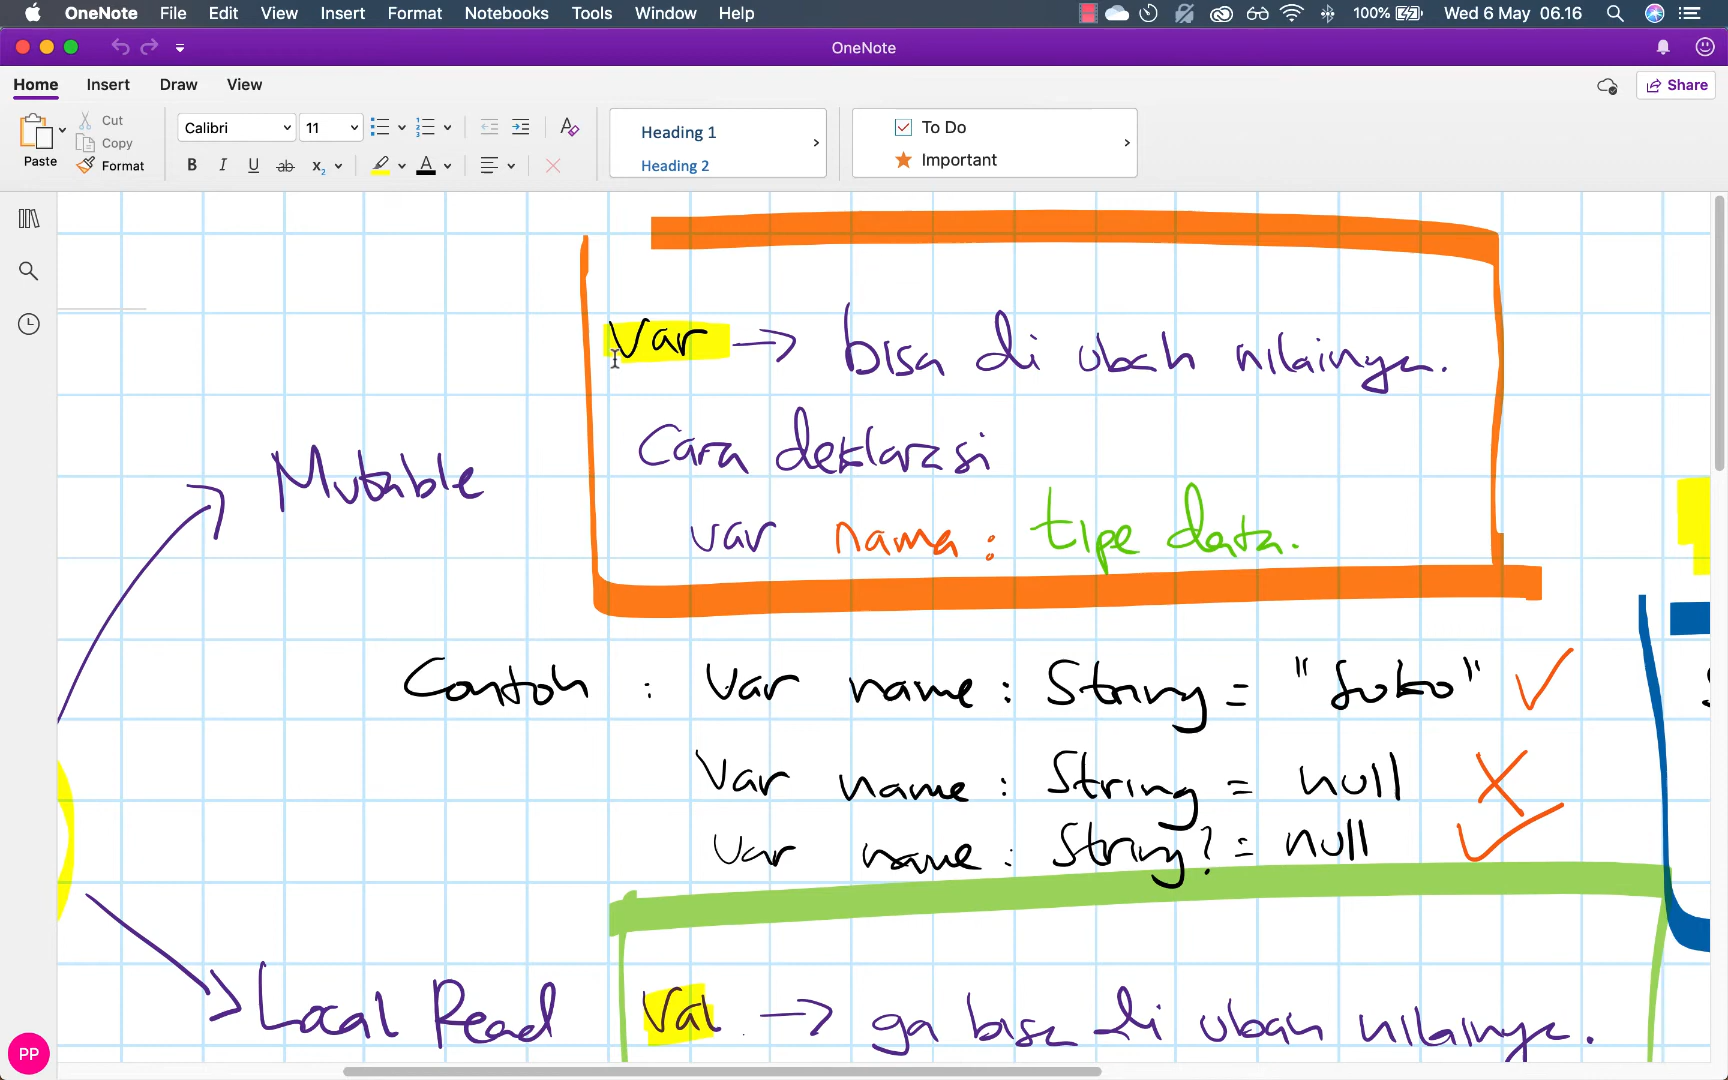 OneNote File Edit View Insert Format Notebooks Tools Window Help 100% Wed 6 May 06.16
OneNote
Home Insert Draw View Share
Paste Cut Copy Format
Calibri 11
B I U ab x₂ A
Heading 1
Heading 2
To Do
Important
Var → bisa di ubah nilainya.
Cara deklarasi
var nama : tipe data.
Mutable
Contoh : Var name : String = "Joko" ✓
Var name : String = null X
var name : String? = null ✓
Local Read
Val → ga bisa di ubah nilainya.
PP